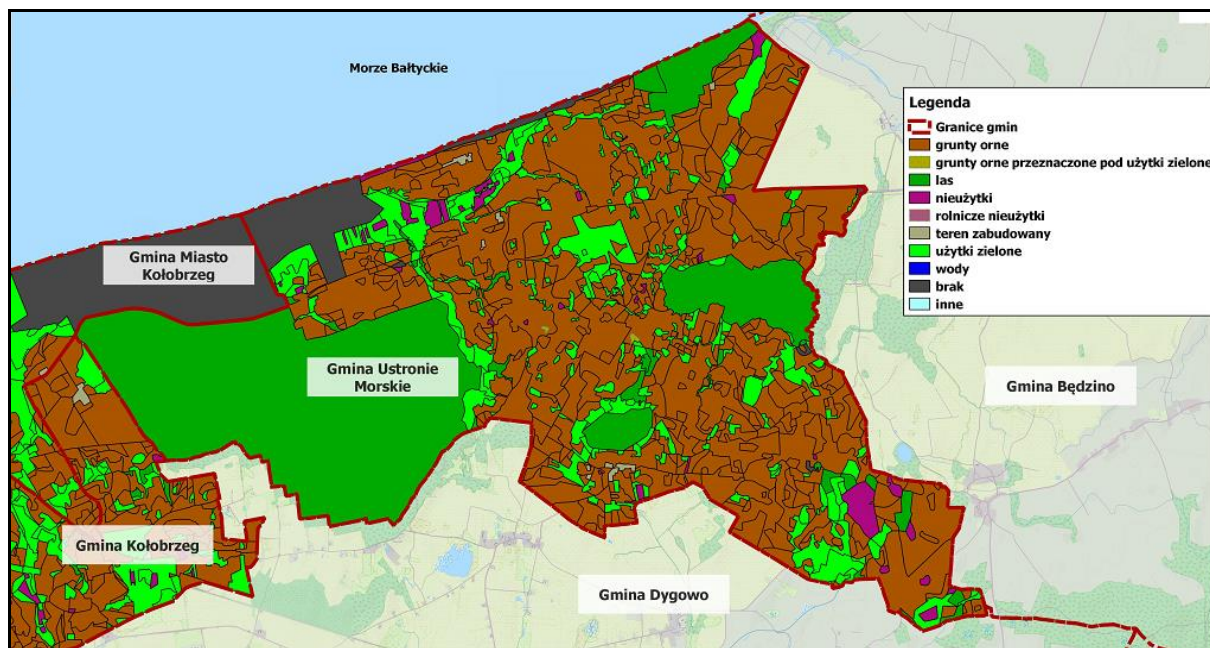 Morze Bałtyckie
Legenda
Granice gmin
grunty orne
grunty orne przeznaczone pod użytki zielone
las
nieużytki
rolnicze nieużytki
teren zabudowany
użytki zielone
wody
brak
inne
Gmina Miasto
Kołobrzeg
Gmina Ustronie
Morskie
Gmina Będzino
Gmina Kołobrzeg
Gmina Dygowo